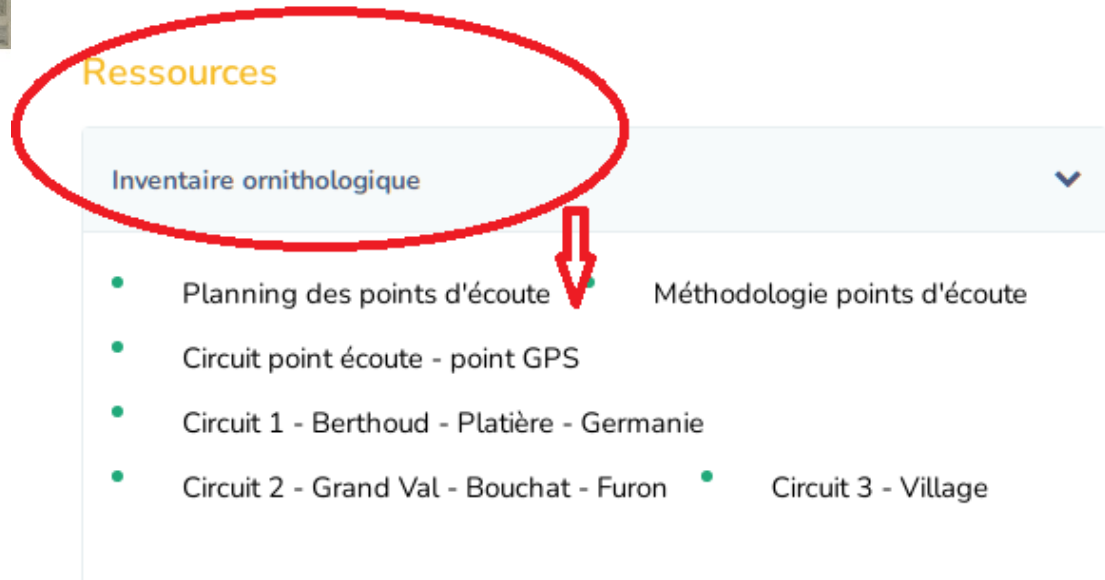 Ressources
Inventaire ornithologique
Planning des points d'écoute Méthodologie points d'écoute
Circuit point écoute - point GPS
Circuit 1 - Berthoud - Platière - Germanie
Circuit 2 - Grand Val - Bouchat - Furon Circuit 3 - Village